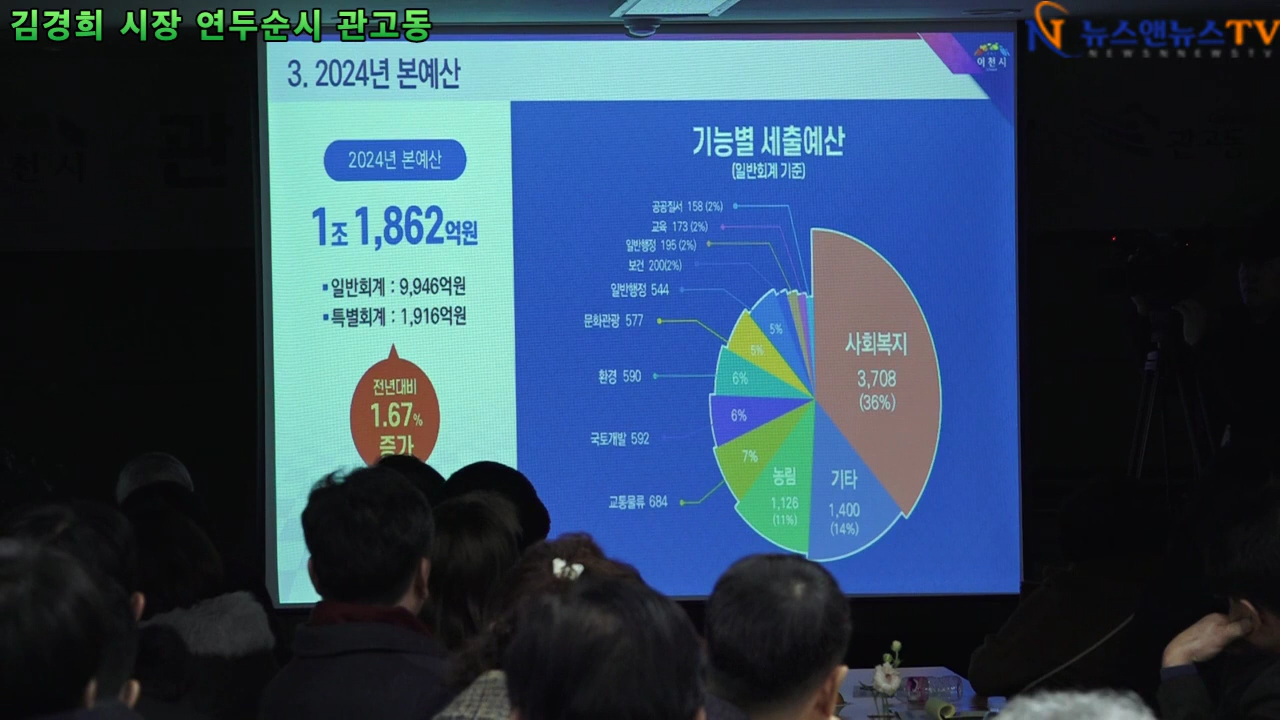 김경희 시장 연두순시 관고동
뉴스앤뉴스TV
NEWSNNEWSTV
이천시
3. 2024년 본예산
2024년 본예산
1조 1,862억원
▪일반회계 : 9,946억원
▪특별회계 : 1,916억원
전년대비
1.67%
증가
기능별 세출예산
(일반회계 기준)
공공질서 158 (2%)
교육 173 (2%)
일반행정 195 (2%)
보건 200(2%)
일반행정 544
5%
문화관광 577
5%
환경 590
6%
국토개발 592
6%
교통물류 684
7%
농림
1,126
(11%)
기타
1,400
(14%)
사회복지
3,708
(36%)
천 시
관
관고동